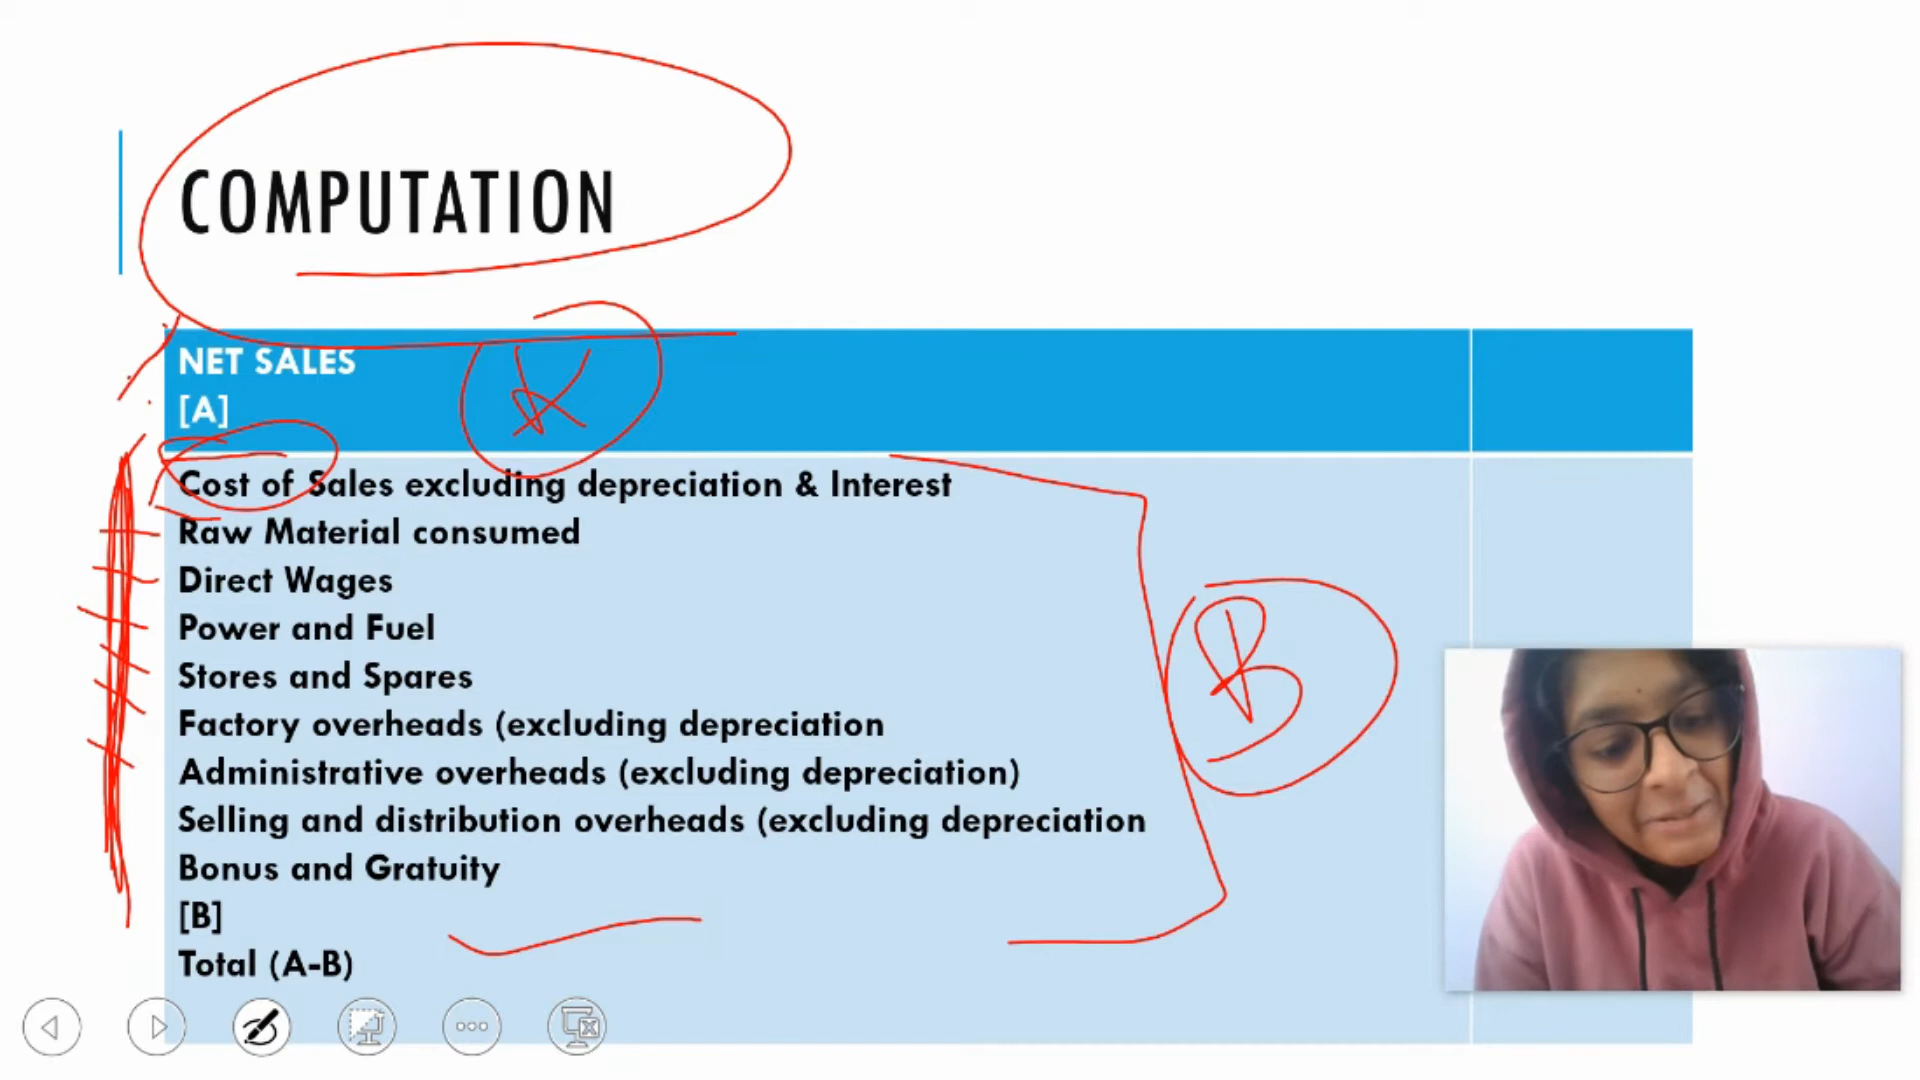 COMPUTATION
NET SALES
[A]
Cost of Sales excluding depreciation & Interest
Raw Material consumed
Direct Wages
Power and Fuel
Stores and Spares
Factory overheads (excluding depreciation
Administrative overheads (excluding depreciation)
Selling and distribution overheads (excluding depreciation
Bonus and Gratuity
[B]
B
Total (A-B)